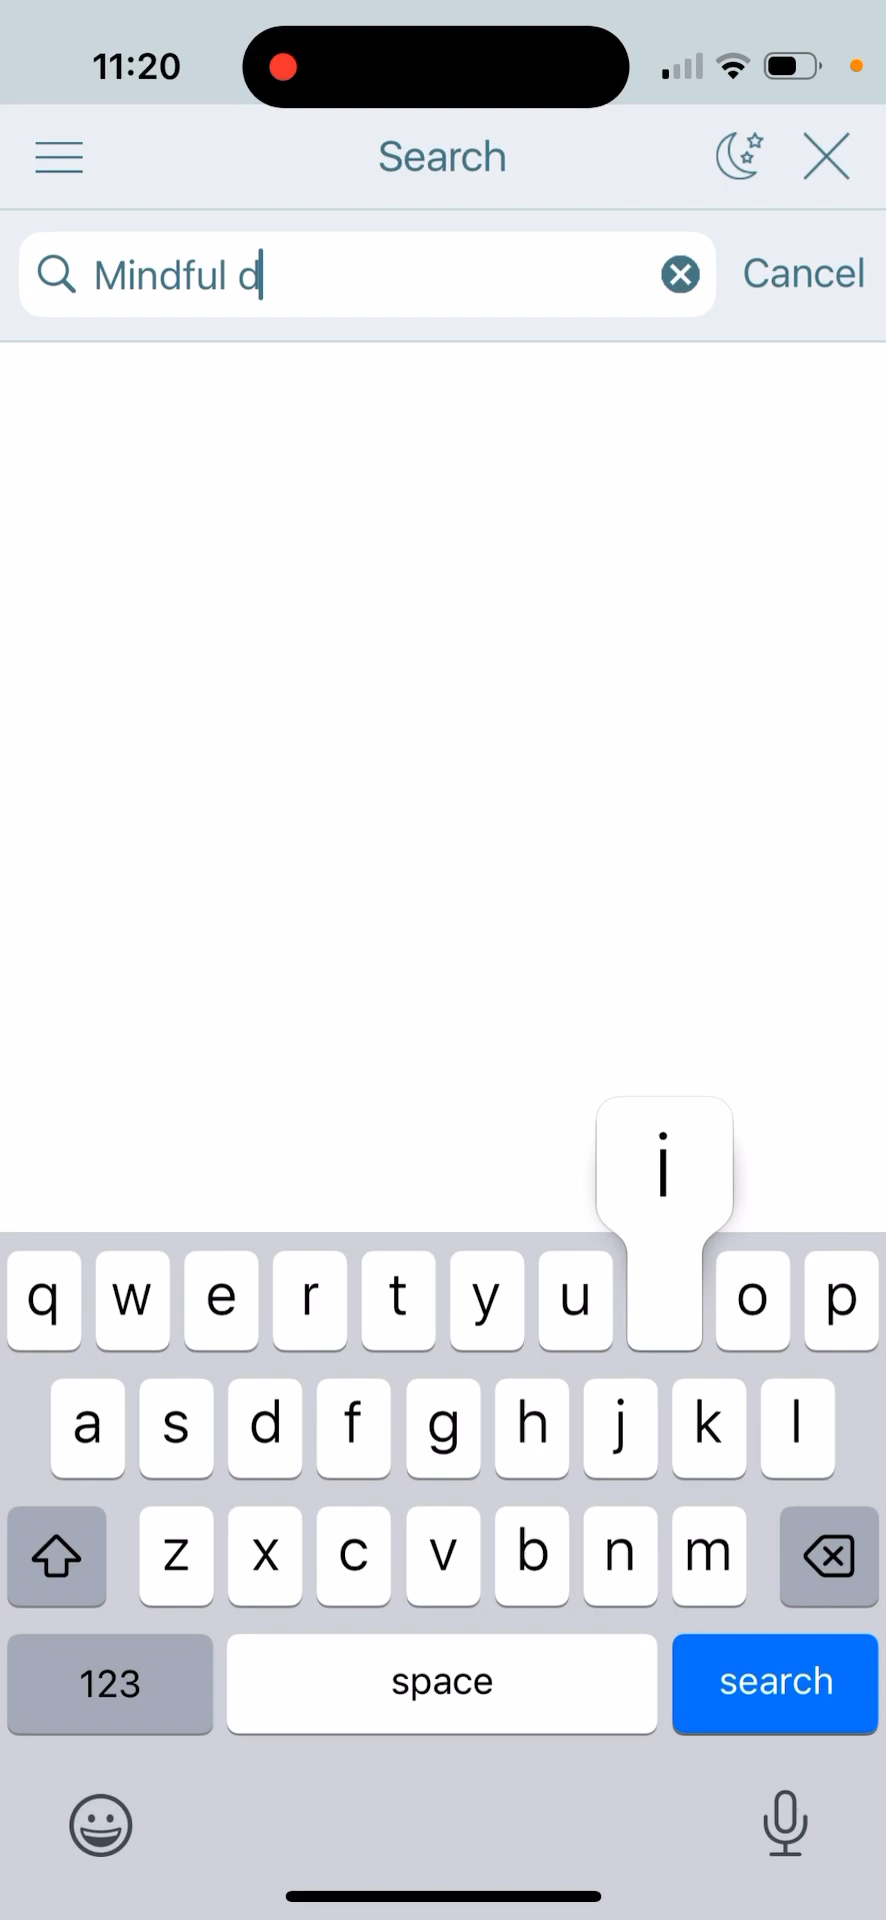 11:20
Search
Mindful d
Cancel
i
q w e r t y u o p
a s d f g h j k l
z x c v b n m
123 space search